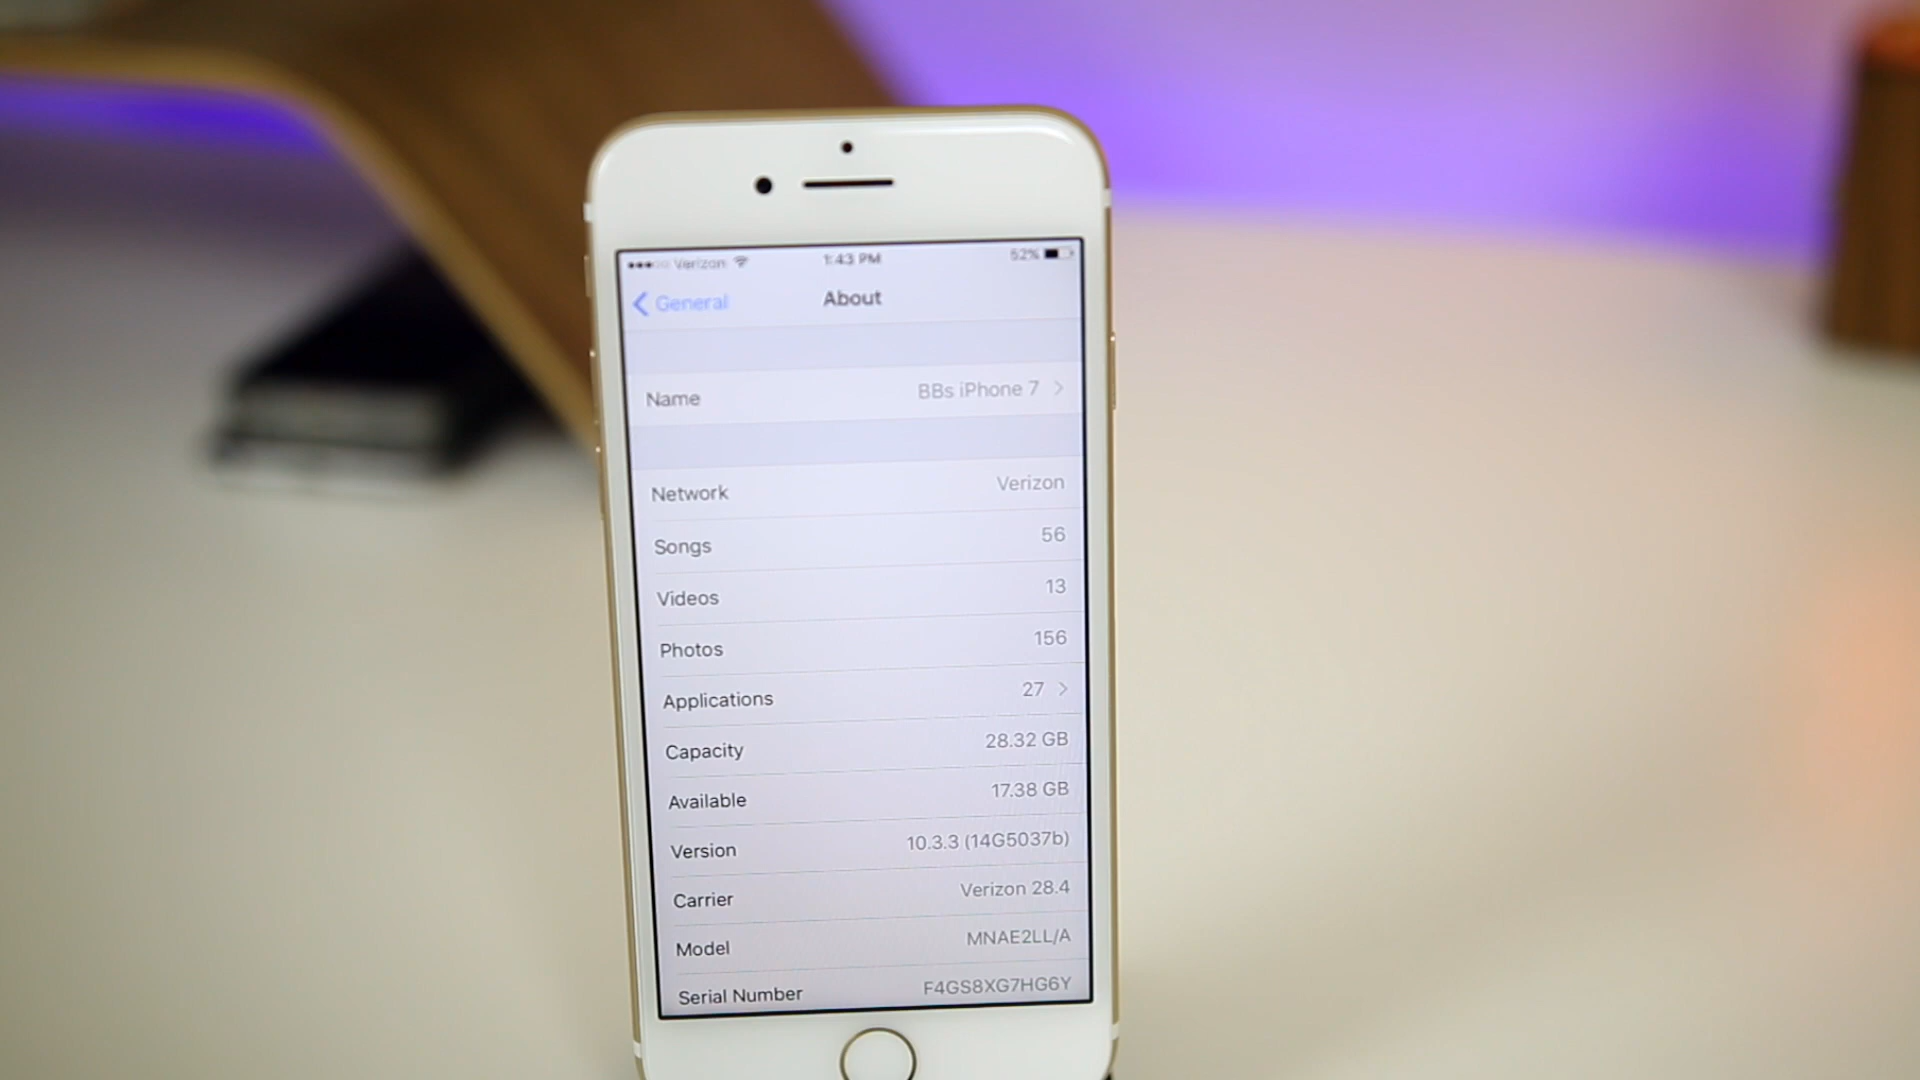 Verizon 1:43 PM 52%
General About
Name BBs iPhone 7
Network Verizon
Songs 56
Videos 13
Photos 156
Applications 27
Capacity 28.32 GB
Available 17.38 GB
Version 10.3.3 (14G5037b)
Carrier Verizon 28.4
Model MNAE2LL/A
Serial Number F4GS8XG7HG6Y